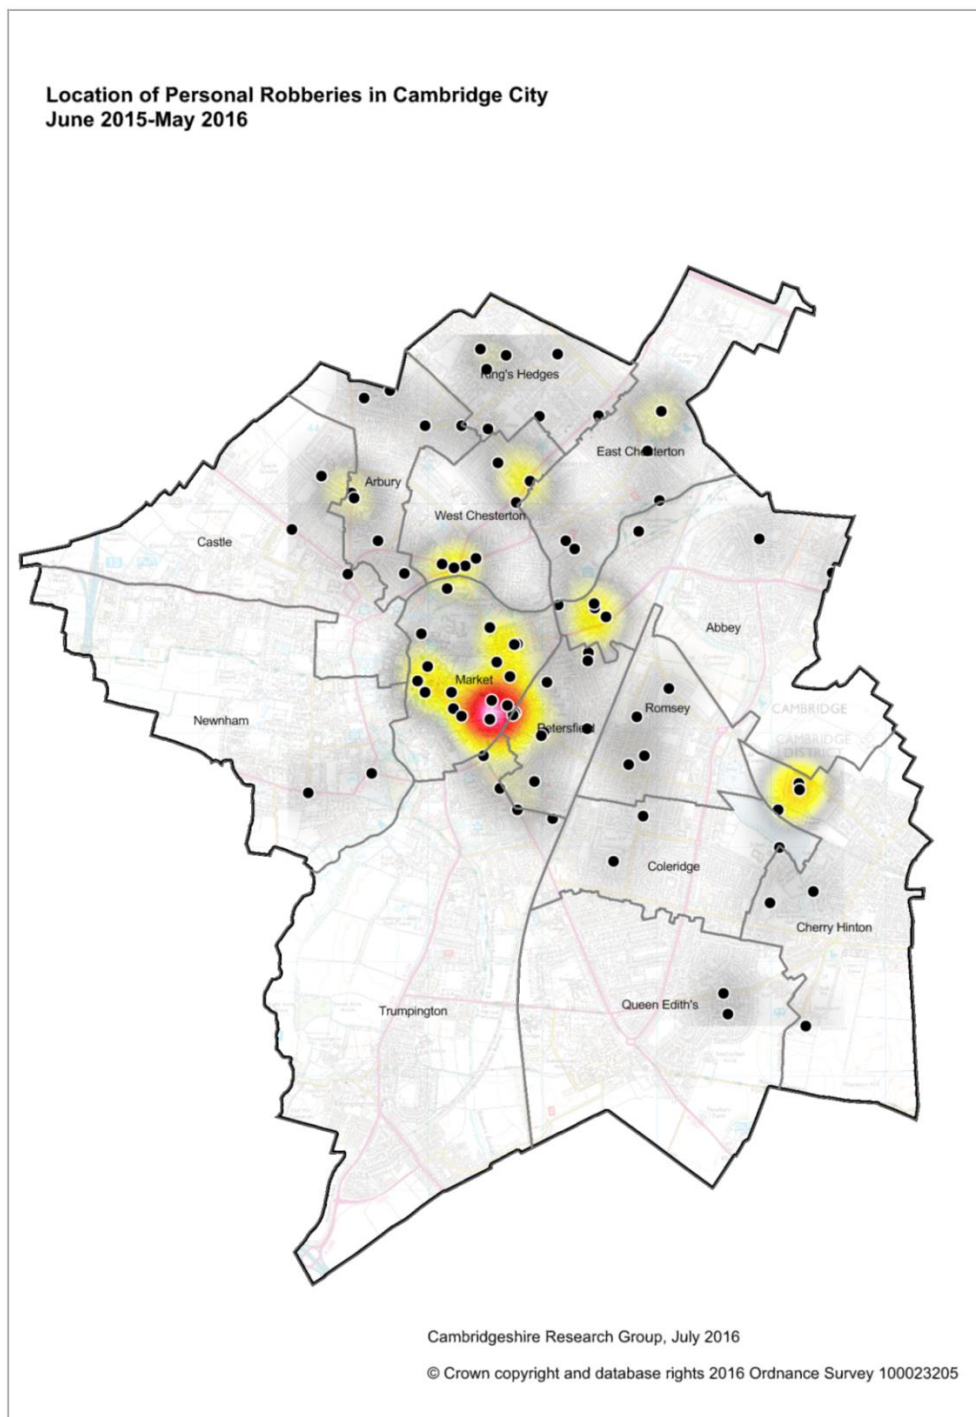 Location of Personal Robberies in Cambridge City
June 2015-May 2016
King's Hedges
East Chesterton
Arbury
West Chesterton
Castle
Abbey
Market
Romsey
CAMBRIDGE
Newnham
Petersfield
CAMBRIDGE
DISTRICT
Coleridge
Cherry Hinton
Queen Edith's
Trumpington
Cambridgeshire Research Group, July 2016
© Crown copyright and database rights 2016 Ordnance Survey 100023205